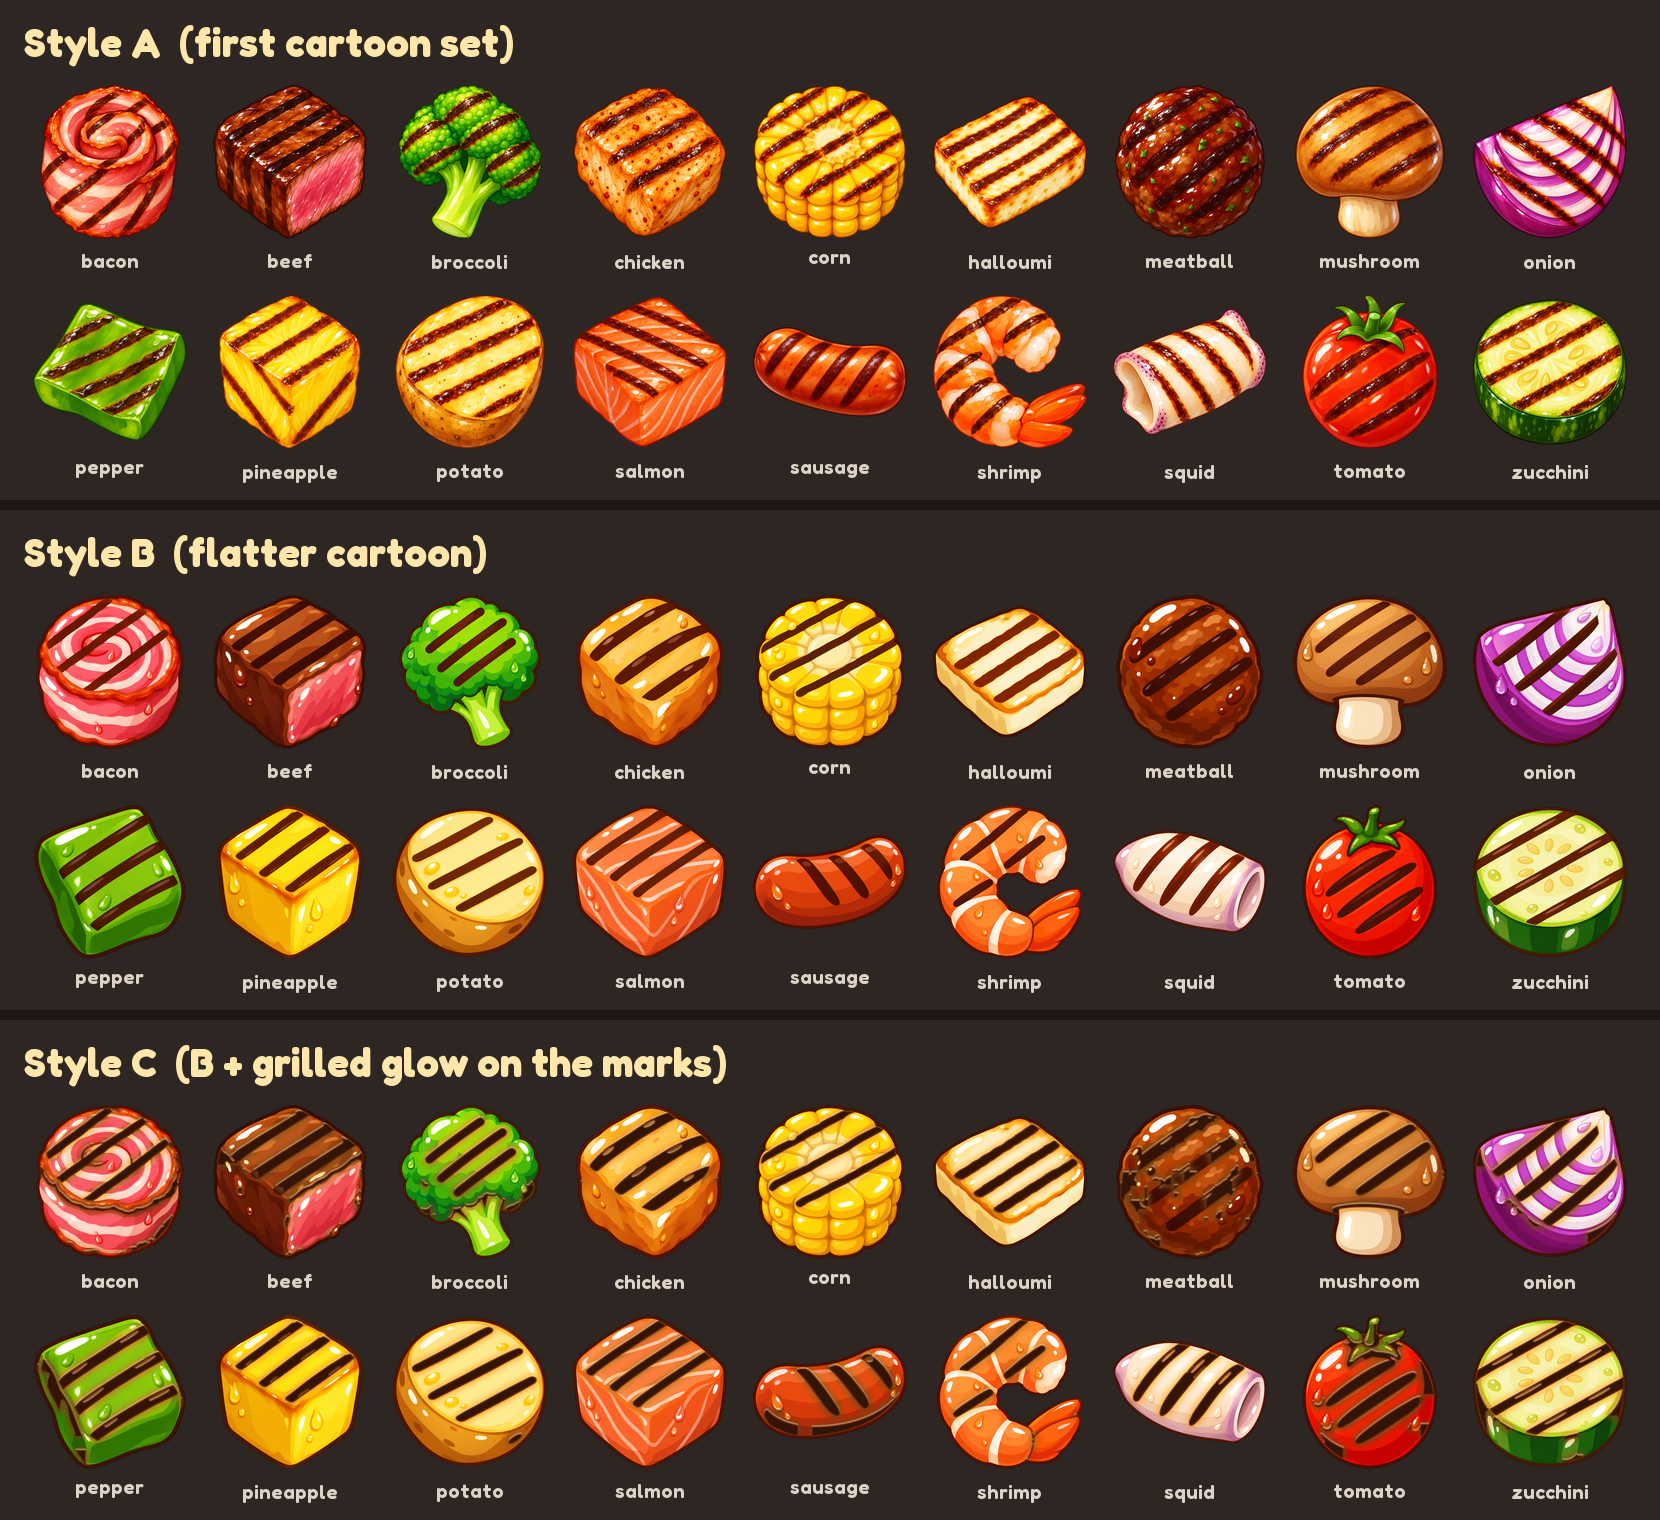 Style A (first cartoon set)
bacon beef broccoli chicken corn halloumi meatball mushroom onion
pepper pineapple potato salmon sausage shrimp squid tomato zucchini
Style B (flatter cartoon)
bacon beef broccoli chicken corn halloumi meatball mushroom onion
pepper pineapple potato salmon sausage shrimp squid tomato zucchini
Style C (B + grilled glow on the marks)
bacon beef broccoli chicken corn halloumi meatball mushroom onion
pepper pineapple potato salmon sausage shrimp squid tomato zucchini